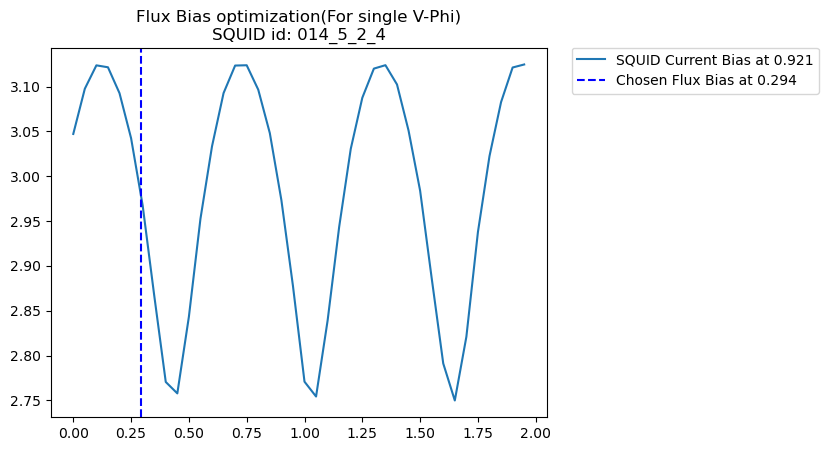 Flux Bias optimization(For single V-Phi)
SQUID id: 014_5_2_4
SQUID Current Bias at 0.921
Chosen Flux Bias at 0.294
3.10
3.05
3.00
2.95
2.90
2.85
2.80
2.75
0.00 0.25 0.50 0.75 1.00 1.25 1.50 1.75 2.00